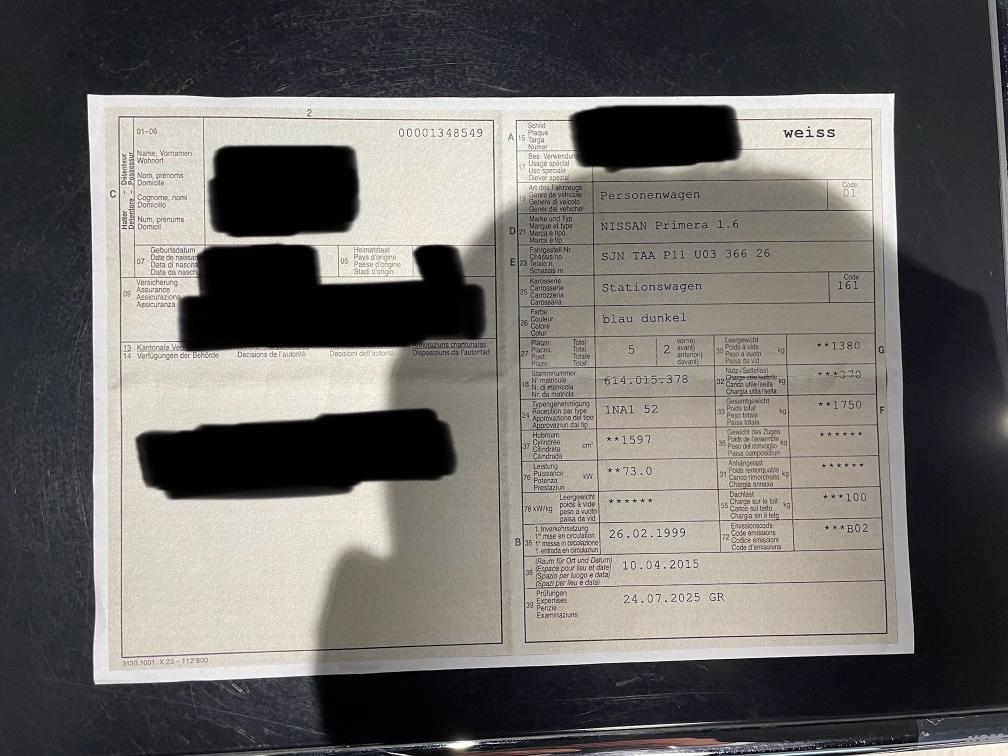 2
01-06
00001348549
C
Halter - Détenteur
Detentore - Possessur
Name, Vornamen
Wohnort
Nom, prénoms
Domicile
Cognome, nomi
Domicilio
Num, prenums
Domicil
07
Geburtsdatum
Date de naissan
Data di nascit
Data da nasch
08
Heimatstaat
Pays d'origine
Paese d'origine
Stadi d'origin
09
Versicherung
Assurance
Assicurazione
Assicuranza
13 Kantonale Ve
14 Verfügungen der Behörde
Décisions de l'autorité
Decisioni dell'autorità
Annotaziuns chantunalas
Disposiziuns da l'autoritad
3130.1001 X.23 – 112'800
A
15
Schild
Plaque
Targa
Numer
weiss
17
Bes. Verwendun
Usage spécial
Uso speciale
Diever spezial
19
Art des Fahrzeugs
Genre de véhicule
Genere di veicolo
Gener dal vehichel
Personenwagen
Code
01
D
21
Marke und Typ
Marque et type
Marca e tipo
Marca e tip
NISSAN Primera 1.6
E
23
Fahrgestell-Nr.
Châssis no
Telaio n.
Schassis nr.
SJN TAA P11 U03 366 26
25
Karosserie
Carrosserie
Carrozzeria
Carossaria
Stationswagen
Code
161
26
Farbe
Couleur
Colore
Colur
blau dunkel
27
Plätze: Total
Places: Total
Posti: Totale
Plazs: Total
5
2
vorne)
avant)
anteriori)
davant)
30
Leergewicht
Poids à vide
Peso a vuoto
Paisa da vid
kg
**1380
G
18
Stammnummer
N° matricule
N. di matricola
Nr. da matricla
614.015.378
32
Nutz-/Sattellast
Charge utile/sellette
Carico utile/sella
Chargia utila/sella
kg
***370
24
Typengenehmigung
Réception par type
Approvazione del tipo
Approvaziun dal tip
1NA1 52
33
Gesamtgewicht
Poids total
Peso totale
Paisa totala
kg
**1750
F
37
Hubraum
Cylindrée
Cilindrata
Cilindrada
cm³
**1597
35
Gewicht des Zuges
Poids de l'ensemble
Peso del convoglio
Paisa cumposiziun
kg
******
76
Leistung
Puissance
Potenza
Prestaziun
kW
**73.0
31
Anhängelast
Poids remorquable
Carico rimorchiato
Chargia annexa
kg
******
78 kW/kg
Leergewicht
poids à vide
peso a vuoto
paisa da vid
******
55
Dachlast
Charge sur le toit
Carico sul tetto
Chargia sin il tetg
kg
***100
B
36
1. Inverkehrsetzung
1re mise en circulation
1a messa in circolazione
1. entrada en circulaziun
26.02.1999
72
Emissionscode
Code émissions
Codice emissioni
Code d'emissiuns
***B02
38
(Raum für Ort und Datum)
(Espace pour lieu et date)
(Spazio per luogo e data)
(Spazi per lieu e data)
10.04.2015
39
Prüfungen
Expertises
Perizie
Examinaziuns
24.07.2025 GR